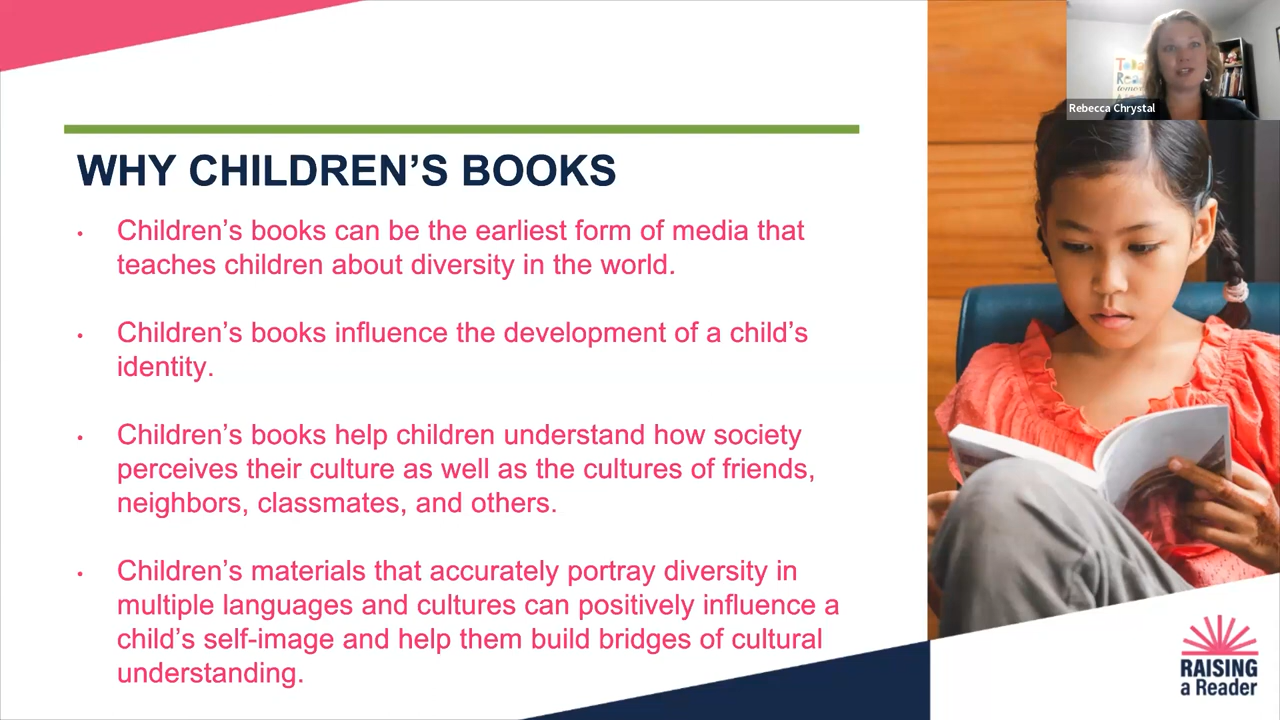 WHY CHILDREN'S BOOKS
• Children's books can be the earliest form of media that
teaches children about diversity in the world.
• Children's books influence the development of a child's
identity.
• Children's books help children understand how society
perceives their culture as well as the cultures of friends,
neighbors, classmates, and others.
• Children's materials that accurately portray diversity in
multiple languages and cultures can positively influence a
child's self-image and help them build bridges of cultural
understanding.
Rebecca Chrystal
RAISING
a Reader